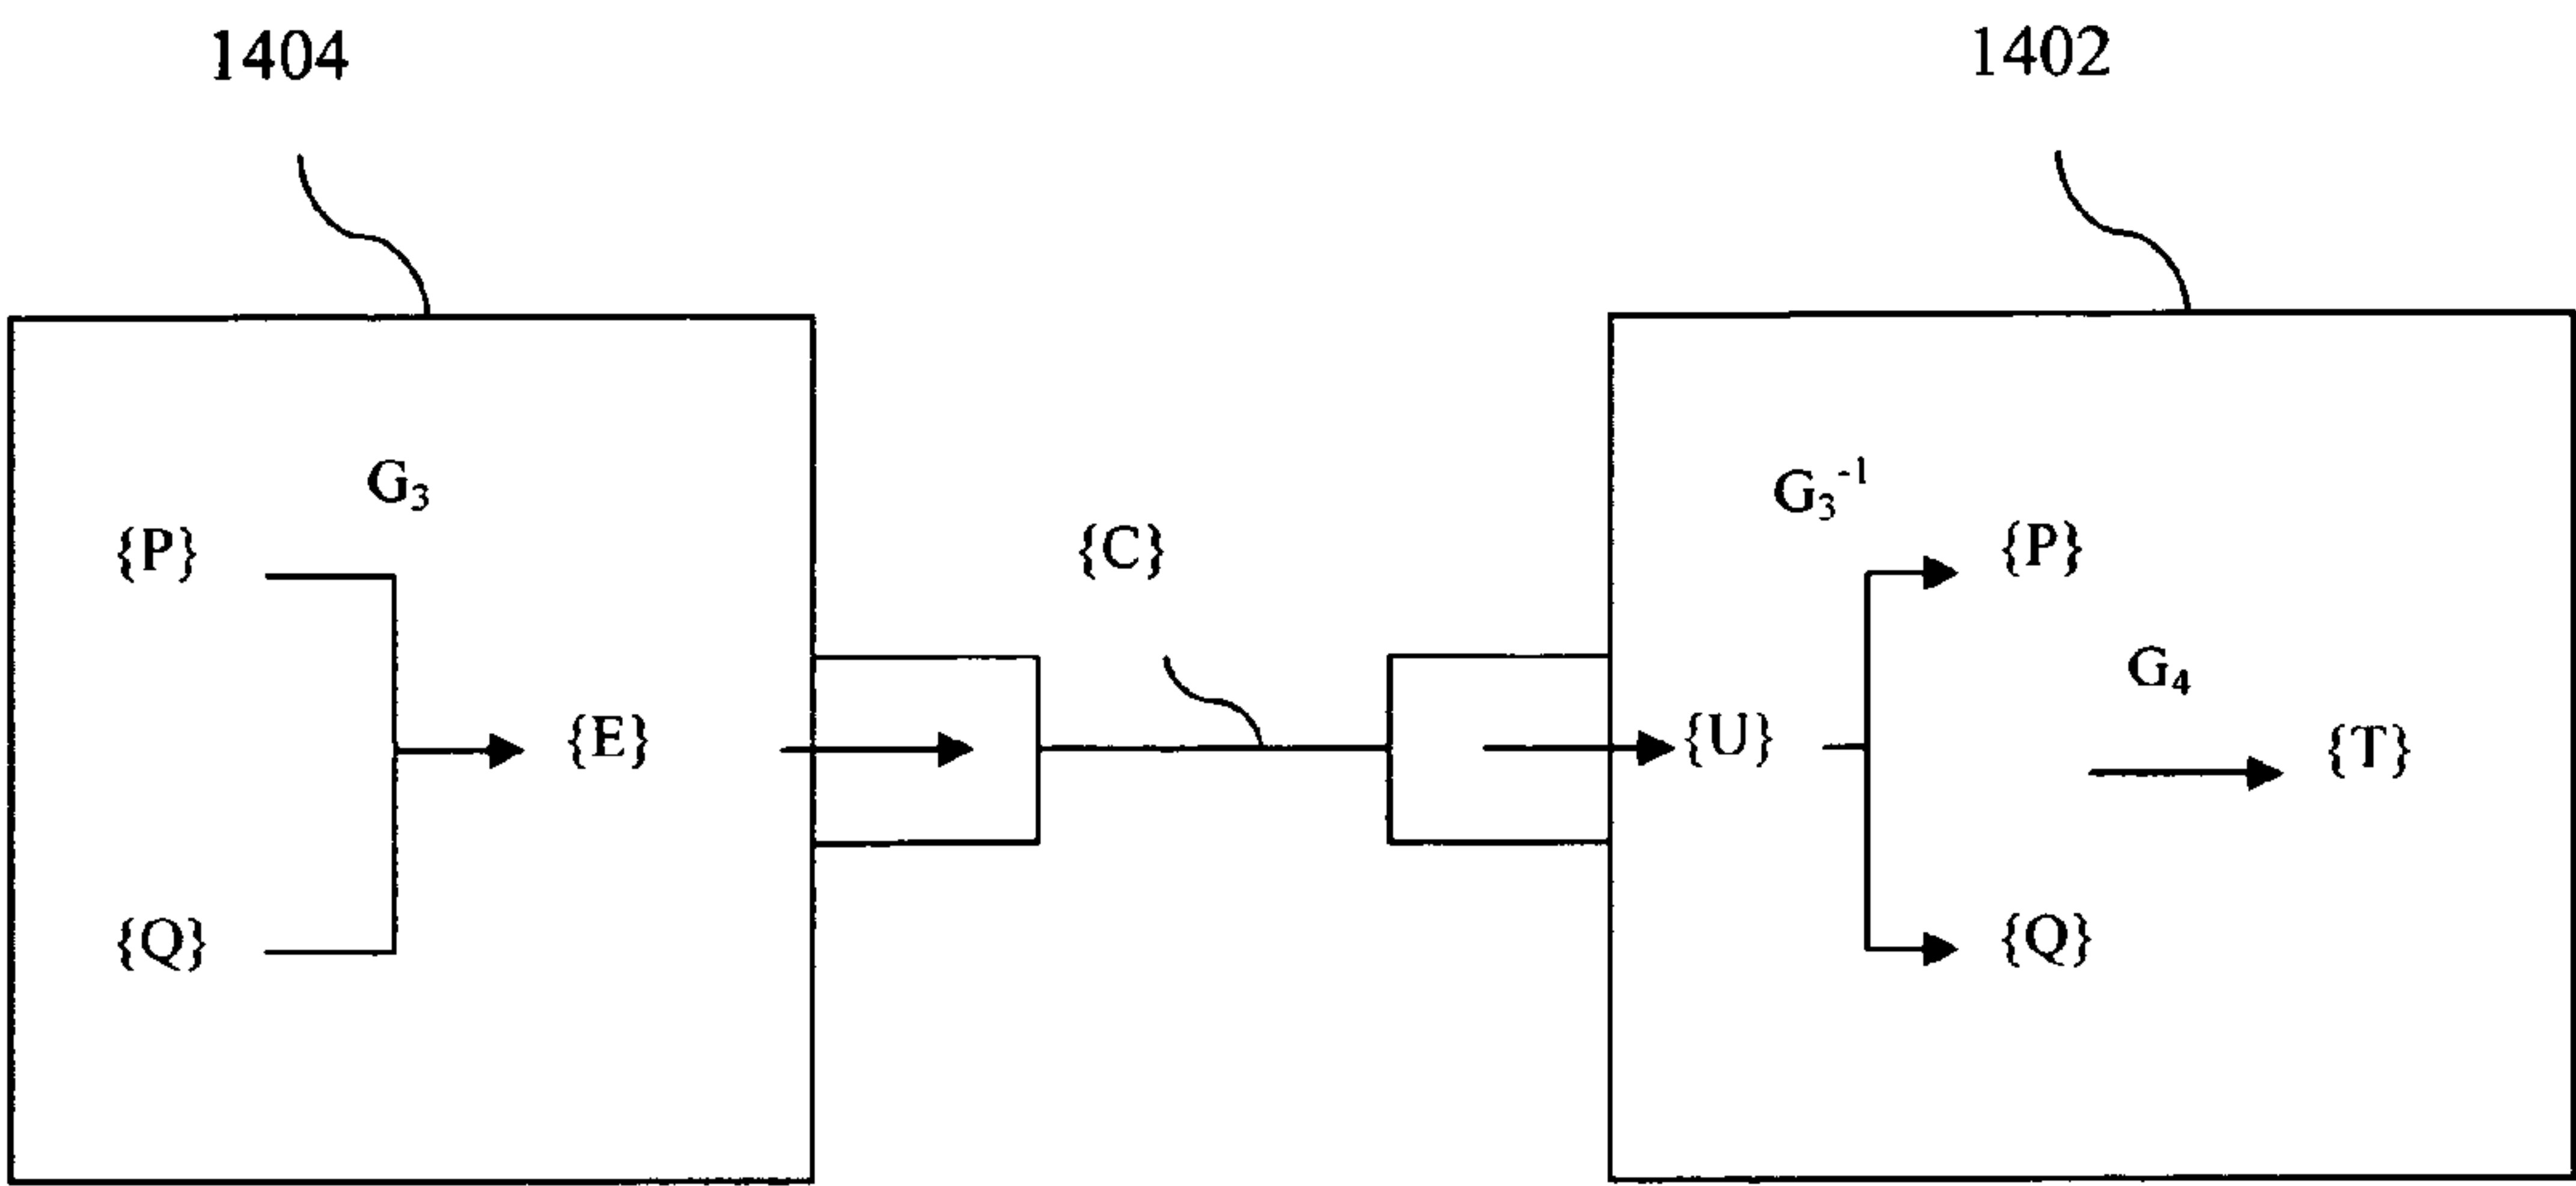 1404
1402
G₃
G₃⁻¹
{P}
{C}
{P}
G₄
{E}
{U}
{T}
{Q}
{Q}